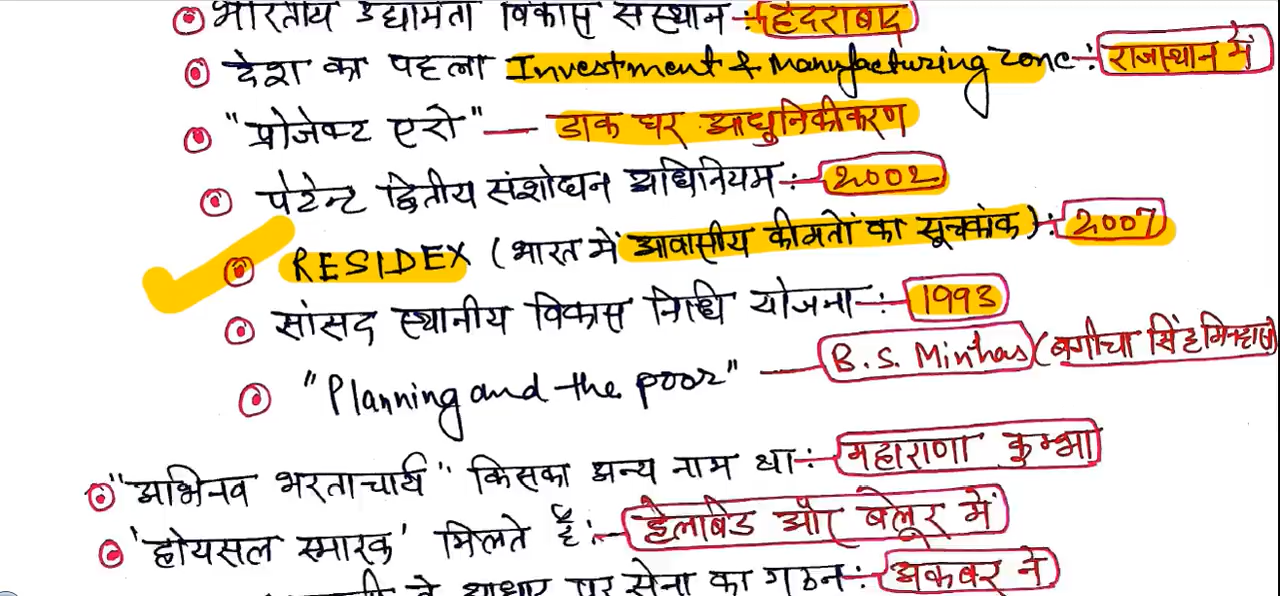 भारतीय उद्यमिता विकास संस्थान :- हैदराबाद
देश का पहला Investment & Manufacturing Zone :- राजस्थान में
"प्रोजेक्ट एरो" — डाक घर आधुनिकीकरण
पेटेन्ट द्वितीय संशोधन अधिनियम :- 2002
RESIDEX (भारत में आवासीय कीमतों का सूचकांक) :- 2007
सांसद स्थानीय विकास निधि योजना :- 1993
"Planning and the poor" — B. S. Minhas (बगीचा सिंह मिन्हास)
"अभिनव भरताचार्य" किसका अन्य नाम था :- महाराणा कुम्भा
'होयसल स्मारक' मिलते हैं :- हेलाबिड और बेलूर में
के आधार पर सेना का गठन :- अकबर ने